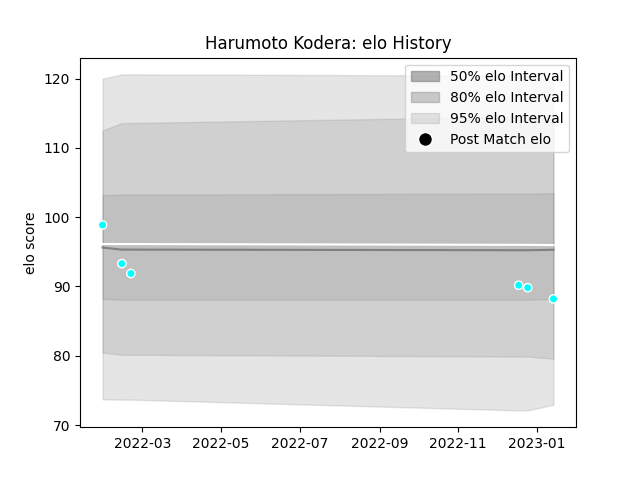 Harumoto Kodera: elo History
50% elo Interval
80% elo Interval
95% elo Interval
Post Match elo
elo score
120
110
100
90
80
70
2022-03 2022-05 2022-07 2022-09 2022-11 2023-01